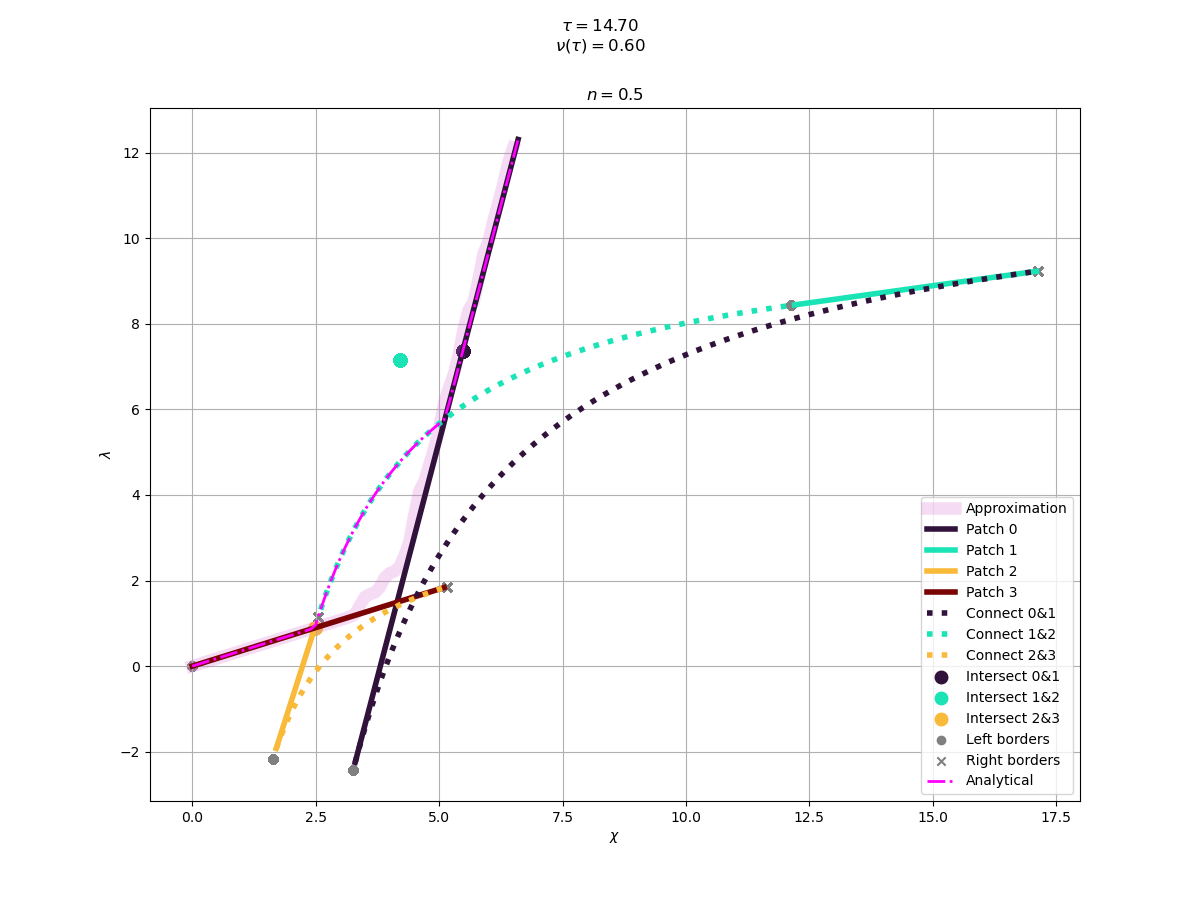 τ = 14.70
ν(τ) = 0.60
n = 0.5
12
10
8
6
4
2
0
−2
λ
0.0 2.5 5.0 7.5 10.0 12.5 15.0 17.5
χ
Approximation
Patch 0
Patch 1
Patch 2
Patch 3
Connect 0&1
Connect 1&2
Connect 2&3
Intersect 0&1
Intersect 1&2
Intersect 2&3
Left borders
Right borders
Analytical